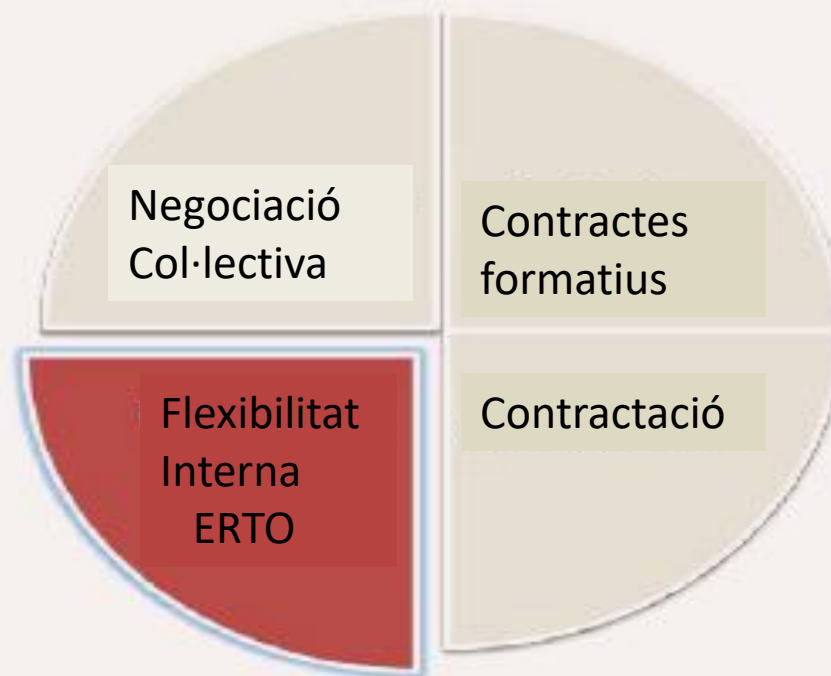 Negociació
Col·lectiva
Contractes
formatius
Flexibilitat
Interna
ERTO
Contractació